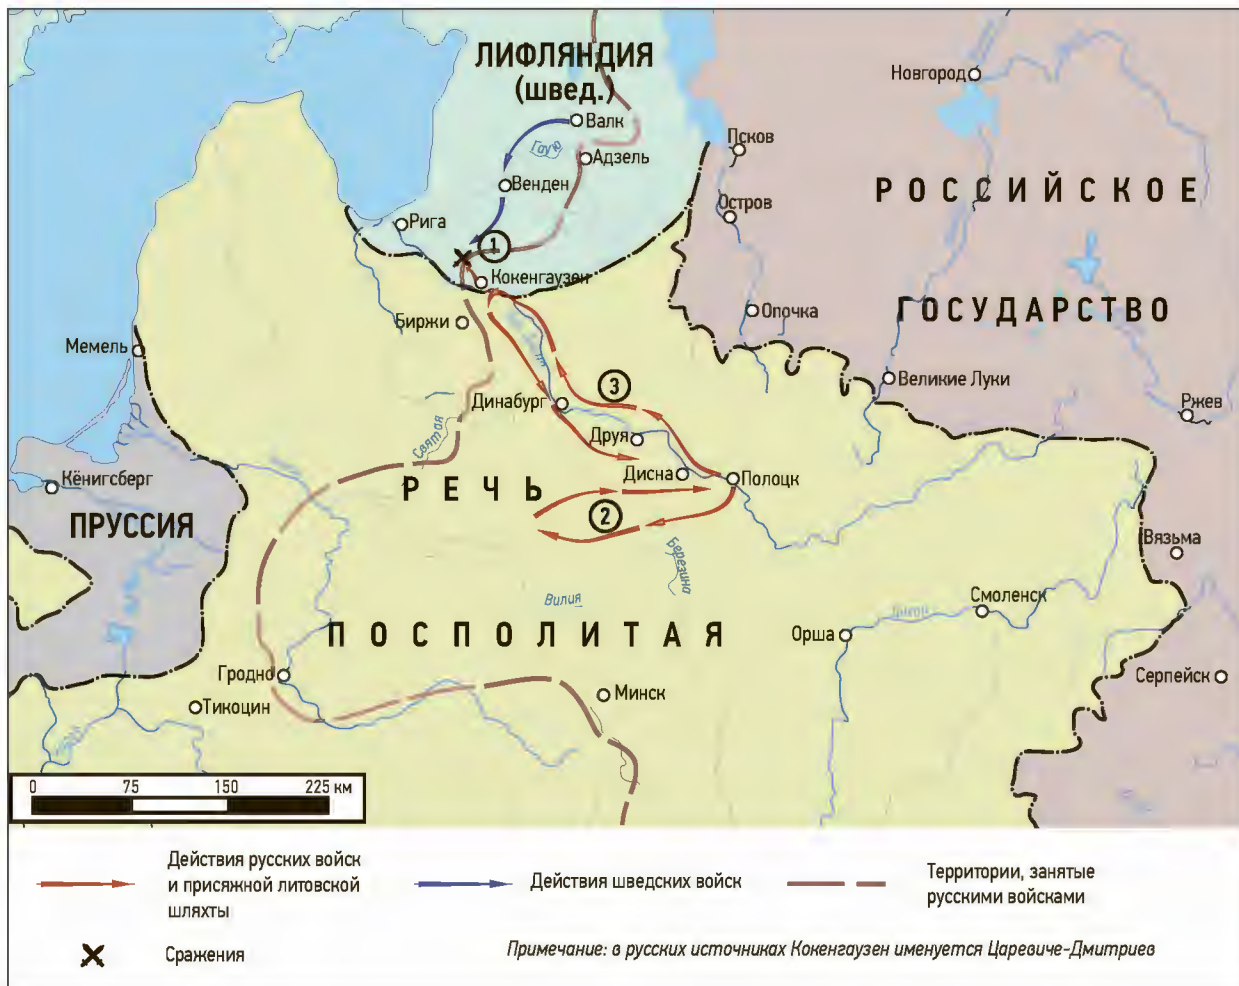 ЛИФЛЯНДИЯ
(швед.)
Новгород
Валк
Псков
Гауя
Адзель
РОССИЙСКОЕ
Венден
Остров
Рига
1
Кокенгаузен
ГОСУДАРСТВО
Опочка
Биржи
Мемель
Великие Луки
3
Динабург
Ржев
Друя
Святая
Дисна
Полоцк
Кёнигсберг
РЕЧЬ
2
ПРУССИЯ
Вязьма
Березина
Вилия
Смоленск
ПОСПОЛИТАЯ
Орша
Гродно
Серпейск
Минск
Тикоцин
0 75 150 225 км
Действия русских войск
и присяжной литовской
шляхты
Действия шведских войск
Территории, занятые
русскими войсками
Сражения
Примечание: в русских источниках Кокенгаузен именуется Царевиче-Дмитриев